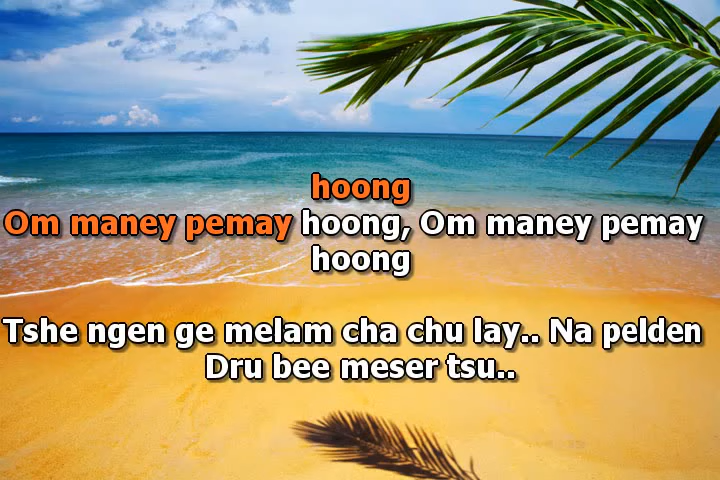 hoong
Om maney pemay hoong, Om maney pemay
hoong
Tshe ngen ge melam cha chu lay.. Na pelden
Dru bee meser tsu..